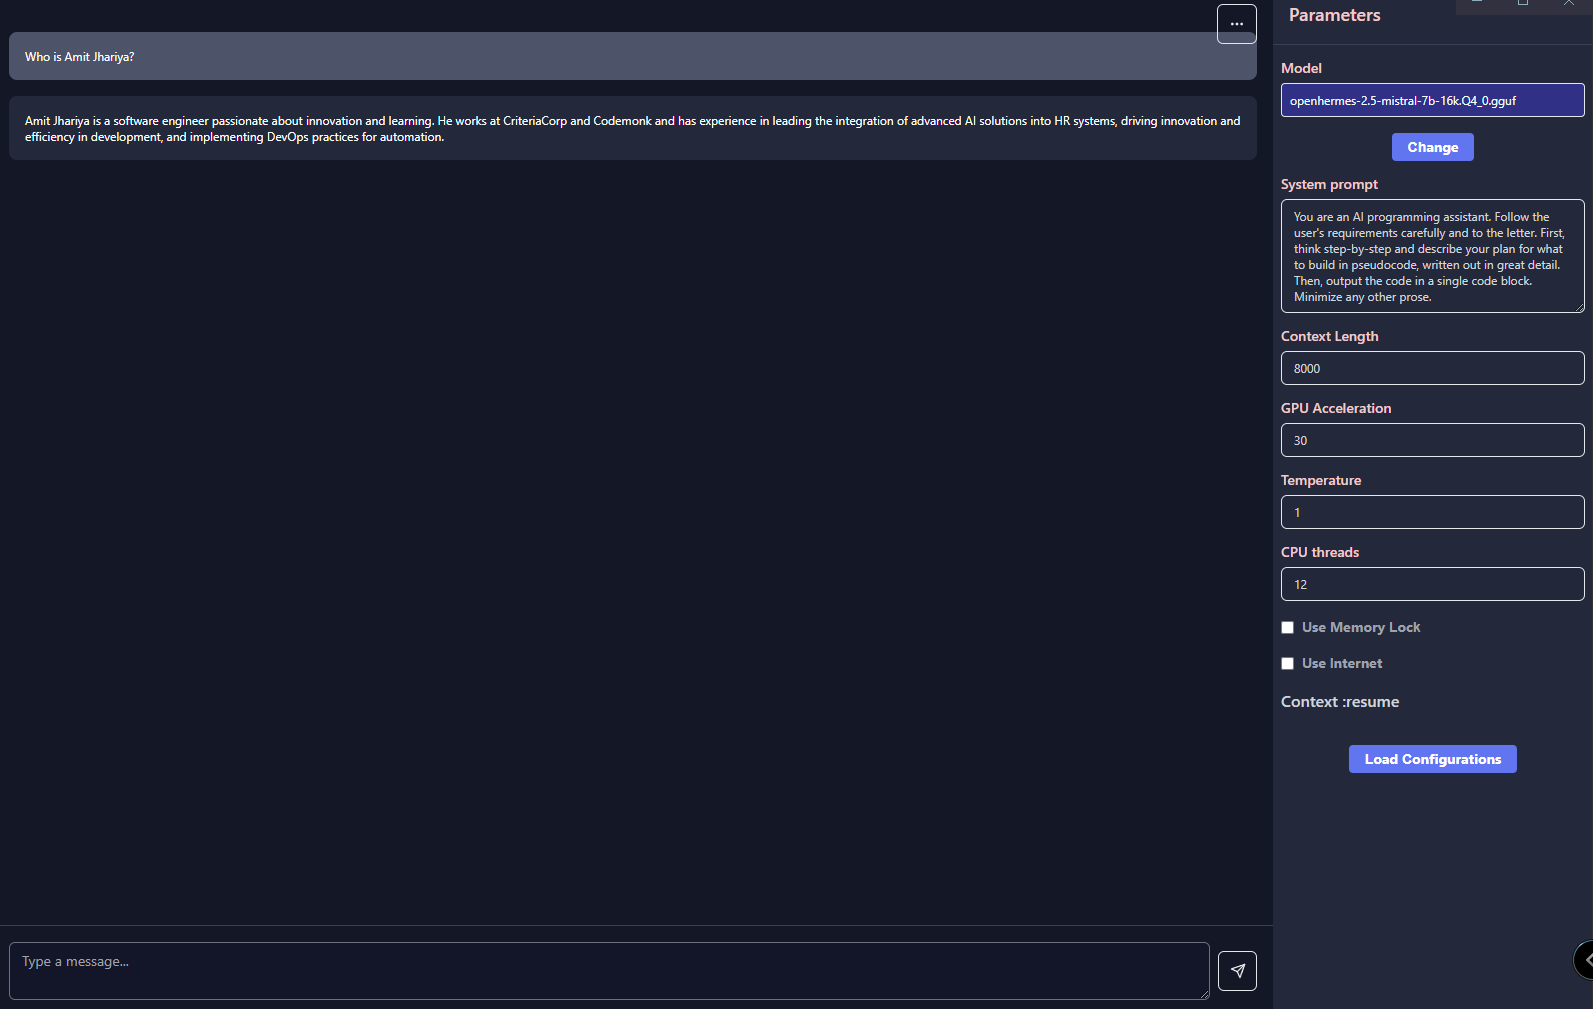 ...
Who is Amit Jhariya?
Amit Jhariya is a software engineer passionate about innovation and learning. He works at CriteriaCorp and Codemonk and has experience in leading the integration of advanced AI solutions into HR systems, driving innovation and
efficiency in development, and implementing DevOps practices for automation.
Type a message...
Parameters
Model
openhermes-2.5-mistral-7b-16k.Q4_0.gguf
Change
System prompt
You are an AI programming assistant. Follow the
user's requirements carefully and to the letter. First,
think step-by-step and describe your plan for what
to build in pseudocode, written out in great detail.
Then, output the code in a single code block.
Minimize any other prose.
Context Length
8000
GPU Acceleration
30
Temperature
1
CPU threads
12
Use Memory Lock
Use Internet
Context :resume
Load Configurations